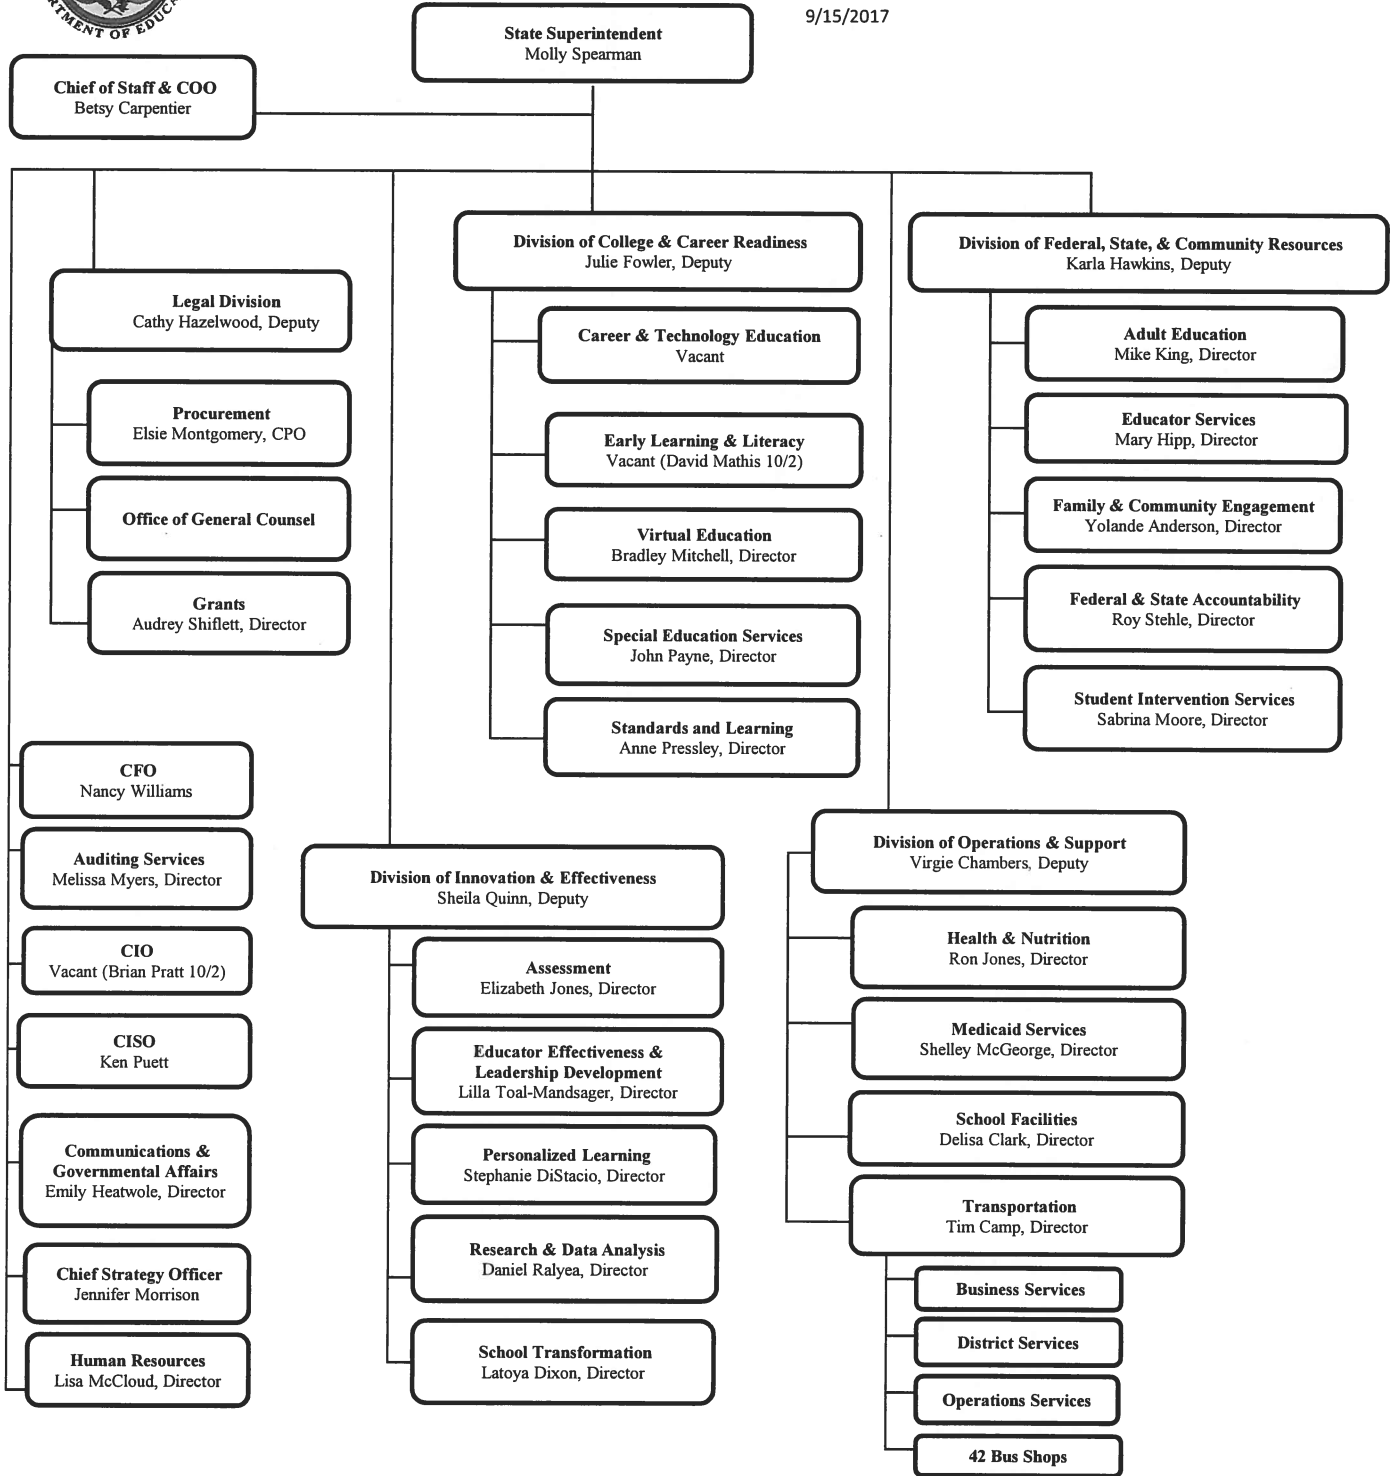 TMENT OF EDUCA
9/15/2017
State Superintendent
Molly Spearman
Chief of Staff & COO
Betsy Carpentier
Legal Division
Cathy Hazelwood, Deputy
Procurement
Elsie Montgomery, CPO
Office of General Counsel
Grants
Audrey Shiflett, Director
Division of College & Career Readiness
Julie Fowler, Deputy
Career & Technology Education
Vacant
Early Learning & Literacy
Vacant (David Mathis 10/2)
Virtual Education
Bradley Mitchell, Director
Special Education Services
John Payne, Director
Standards and Learning
Anne Pressley, Director
Division of Federal, State, & Community Resources
Karla Hawkins, Deputy
Adult Education
Mike King, Director
Educator Services
Mary Hipp, Director
Family & Community Engagement
Yolande Anderson, Director
Federal & State Accountability
Roy Stehle, Director
Student Intervention Services
Sabrina Moore, Director
CFO
Nancy Williams
Auditing Services
Melissa Myers, Director
CIO
Vacant (Brian Pratt 10/2)
CISO
Ken Puett
Communications &
Governmental Affairs
Emily Heatwole, Director
Chief Strategy Officer
Jennifer Morrison
Human Resources
Lisa McCloud, Director
Division of Innovation & Effectiveness
Sheila Quinn, Deputy
Assessment
Elizabeth Jones, Director
Educator Effectiveness &
Leadership Development
Lilla Toal-Mandsager, Director
Personalized Learning
Stephanie DiStacio, Director
Research & Data Analysis
Daniel Ralyea, Director
School Transformation
Latoya Dixon, Director
Division of Operations & Support
Virgie Chambers, Deputy
Health & Nutrition
Ron Jones, Director
Medicaid Services
Shelley McGeorge, Director
School Facilities
Delisa Clark, Director
Transportation
Tim Camp, Director
Business Services
District Services
Operations Services
42 Bus Shops